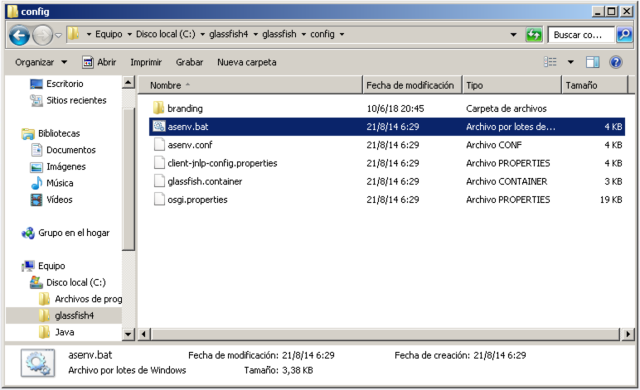 config
Equipo ▸ Disco local (C:) ▸ glassfish4 ▸ glassfish ▸ config ▸
Buscar co...
Organizar Abrir Imprimir Grabar Nueva carpeta
Nombre Fecha de modificación Tipo Tamaño
Escritorio
Sitios recientes
Bibliotecas
Documentos
Imágenes
Música
Vídeos
Grupo en el hogar
Equipo
Disco local (C:)
Archivos de prog
glassfish4
Java
branding 10/6/18 20:45 Carpeta de archivos
asenv.bat 21/8/14 6:29 Archivo por lotes de... 4 KB
asenv.conf 21/8/14 6:29 Archivo CONF 4 KB
client-jnlp-config.properties 21/8/14 6:29 Archivo PROPERTIES 4 KB
glassfish.container 21/8/14 6:29 Archivo CONTAINER 3 KB
osgi.properties 21/8/14 6:29 Archivo PROPERTIES 19 KB
asenv.bat Fecha de modificación: 21/8/14 6:29 Fecha de creación: 21/8/14 6:29
Archivo por lotes de Windows Tamaño: 3,38 KB